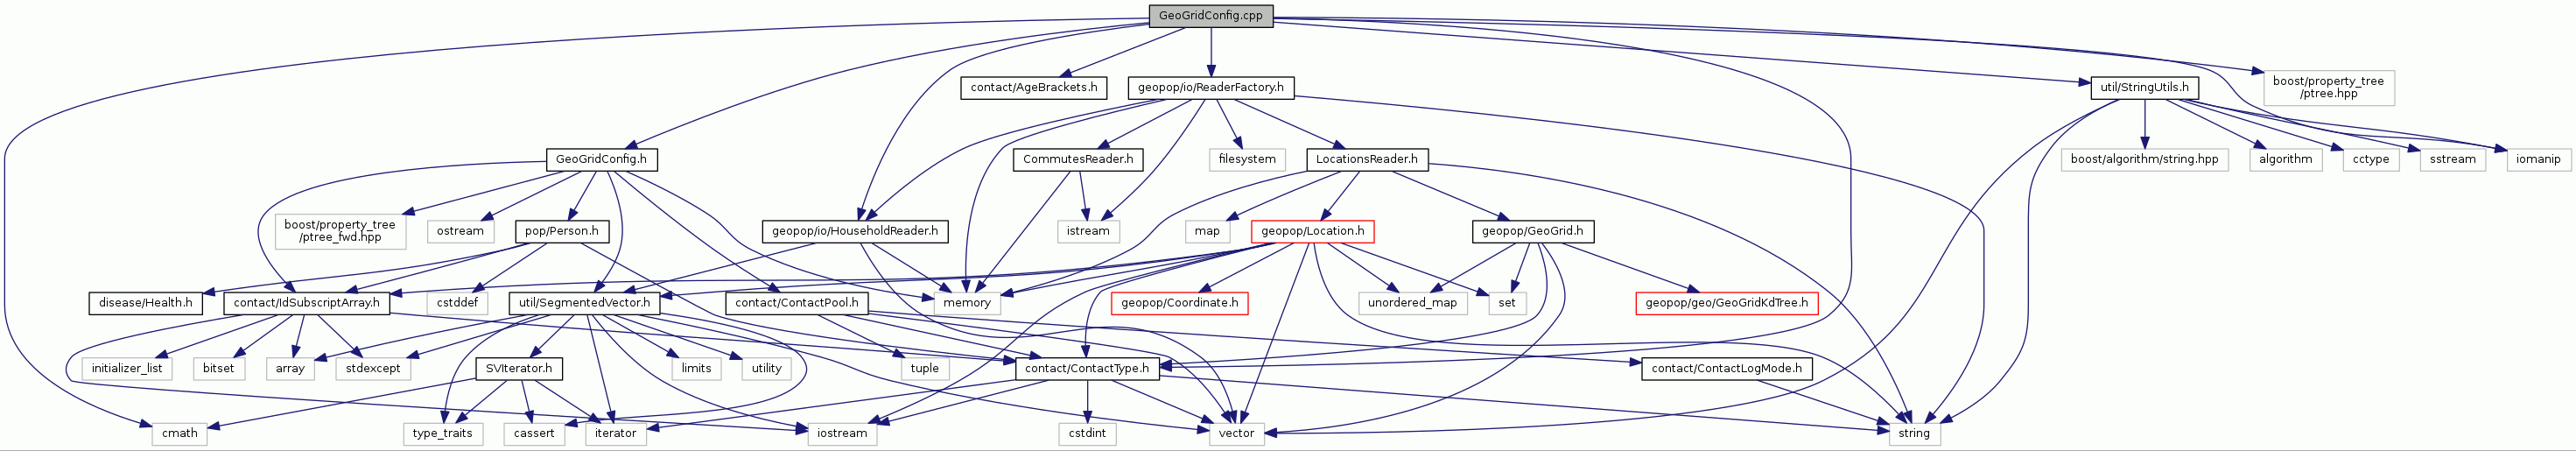 GeoGridConfig.cpp
contact/AgeBrackets.h
geopop/io/ReaderFactory.h
util/StringUtils.h
boost/property_tree
/ptree.hpp
GeoGridConfig.h
CommutesReader.h
filesystem
LocationsReader.h
boost/algorithm/string.hpp
algorithm
cctype
sstream
iomanip
boost/property_tree
/ptree_fwd.hpp
ostream
pop/Person.h
geopop/io/HouseholdReader.h
istream
map
geopop/Location.h
geopop/GeoGrid.h
disease/Health.h
contact/IdSubscriptArray.h
cstddef
util/SegmentedVector.h
contact/ContactPool.h
memory
geopop/Coordinate.h
unordered_map
set
geopop/geo/GeoGridKdTree.h
initializer_list
bitset
array
stdexcept
SVIterator.h
limits
utility
tuple
contact/ContactType.h
contact/ContactLogMode.h
cmath
type_traits
cassert
iterator
iostream
cstdint
vector
string